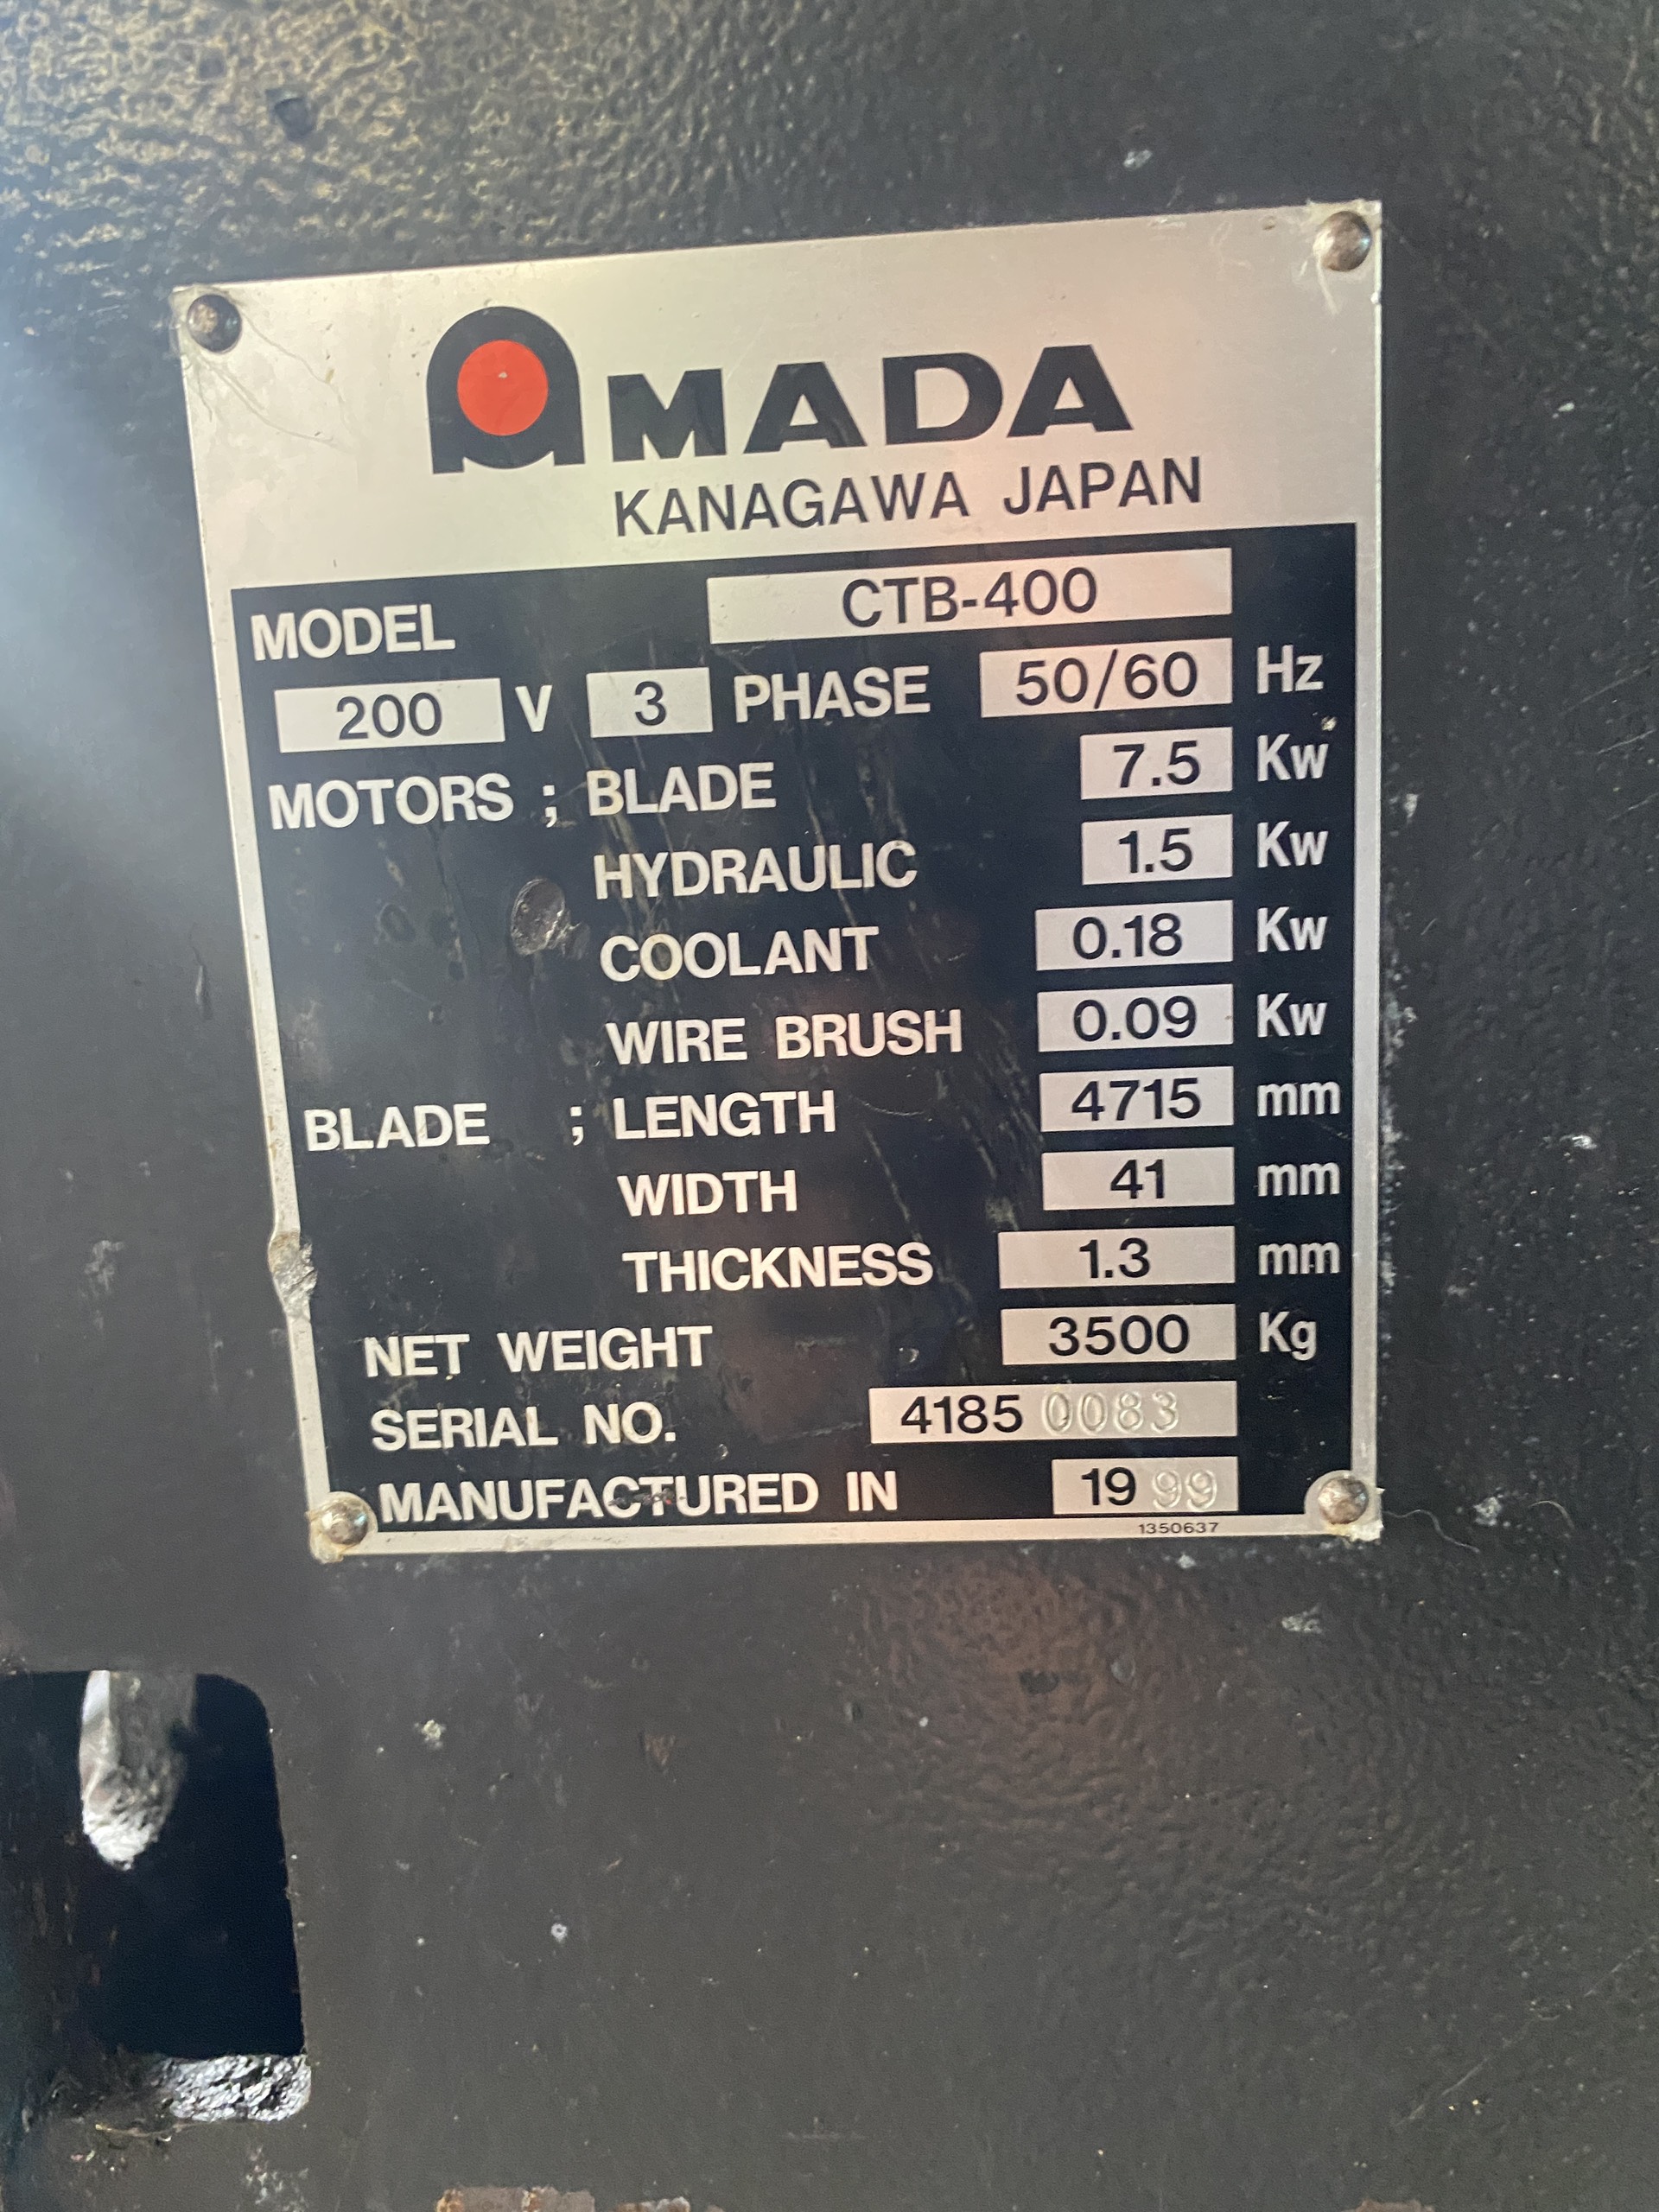 AMADA
KANAGAWA JAPAN
MODEL CTB-400
200 V 3 PHASE 50/60 Hz
MOTORS ; BLADE 7.5 Kw
HYDRAULIC 1.5 Kw
COOLANT 0.18 Kw
WIRE BRUSH 0.09 Kw
BLADE ; LENGTH 4715 mm
WIDTH 41 mm
THICKNESS 1.3 mm
NET WEIGHT 3500 Kg
SERIAL NO. 41850083
MANUFACTURED IN 1999
1350637